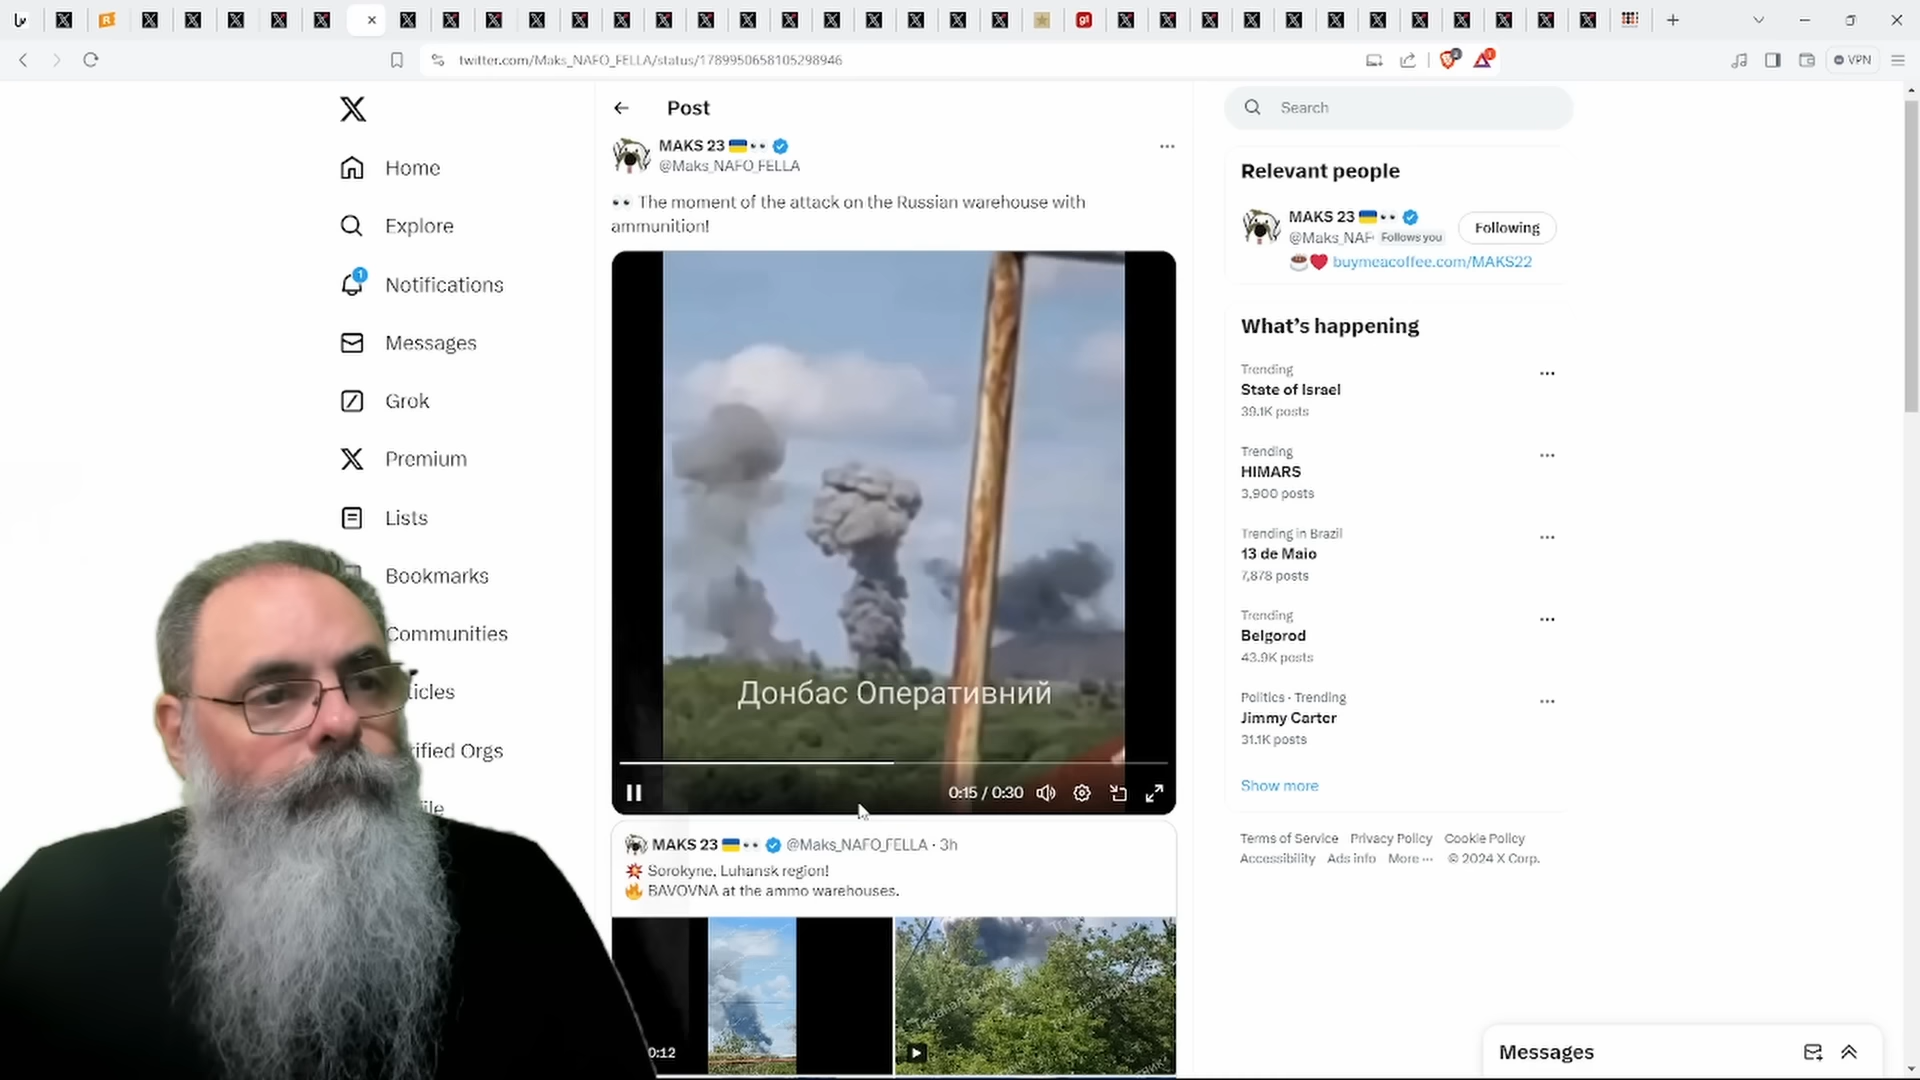 twitter.com/Maks_NAFO_FELLA/status/1789950658105298946
VPN
Home
Explore
1
Notifications
Messages
Grok
Premium
Lists
Bookmarks
Communities
Post
MAKS 23
@Maks_NAFO_FELLA
The moment of the attack on the Russian warehouse with
ammunition!
Донбас Оперативний
0:15 / 0:30
MAKS 23 @Maks_NAFO_FELLA · 3h
Sorokyne, Luhansk region!
BAVOVNA at the ammo warehouses.
0:12
Search
Relevant people
MAKS 23
@Maks_NAF Follows you
Following
buymeacoffee.com/MAKS22
What’s happening
Trending
State of Israel
39.1K posts
Trending
HIMARS
3,900 posts
Trending in Brazil
13 de Maio
7,878 posts
Trending
Belgorod
43.9K posts
Politics · Trending
Jimmy Carter
31.1K posts
Show more
Terms of Service Privacy Policy Cookie Policy
Accessibility Ads info More ··· © 2024 X Corp.
Messages